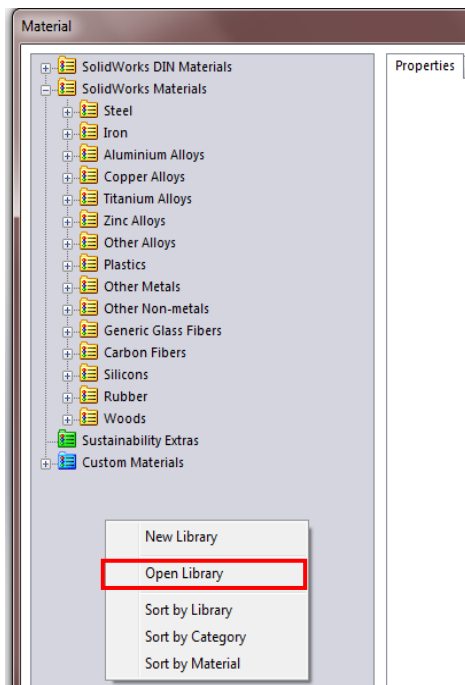 Material
SolidWorks DIN Materials
SolidWorks Materials
Steel
Iron
Aluminium Alloys
Copper Alloys
Titanium Alloys
Zinc Alloys
Other Alloys
Plastics
Other Metals
Other Non-metals
Generic Glass Fibers
Carbon Fibers
Silicons
Rubber
Woods
Sustainability Extras
Custom Materials
Properties
New Library
Open Library
Sort by Library
Sort by Category
Sort by Material